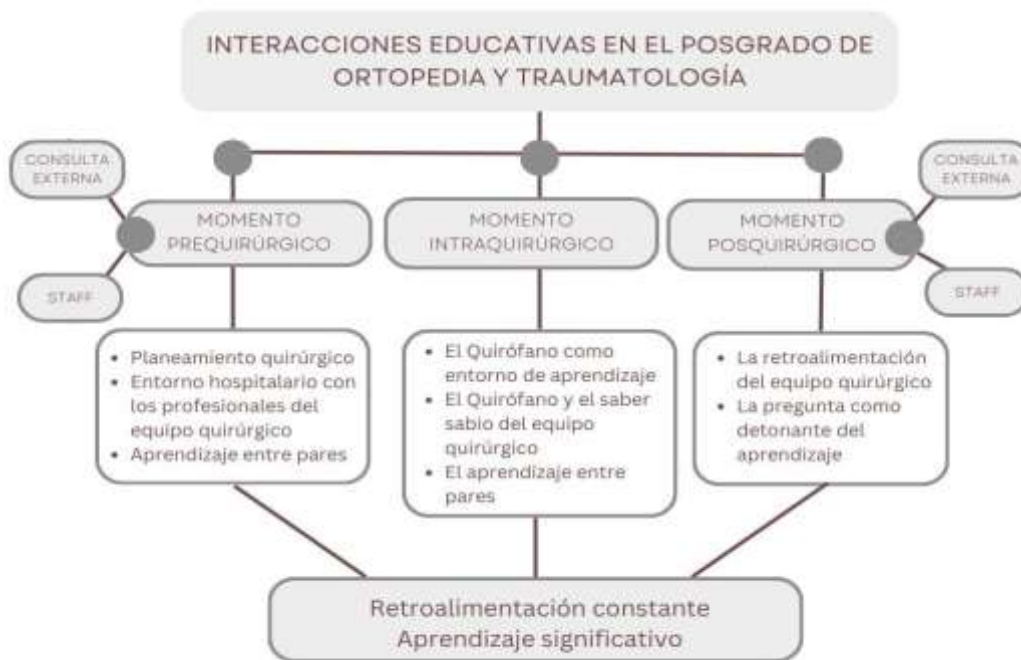 INTERACCIONES EDUCATIVAS EN EL POSGRADO DE
ORTOPEDIA Y TRAUMATOLOGÍA
CONSULTA
EXTERNA
STAFF
MOMENTO
PREQUIRÚRGICO
MOMENTO
INTRAQUIRÚRGICO
MOMENTO
POSQUIRÚRGICO
CONSULTA
EXTERNA
STAFF
• Planeamiento quirúrgico
• Entorno hospitalario con
los profesionales del
equipo quirúrgico
• Aprendizaje entre pares
• El Quirófano como
entorno de aprendizaje
• El Quirófano y el saber
sabio del equipo
quirúrgico
• El aprendizaje entre
pares
• La retroalimentación
del equipo quirúrgico
• La pregunta como
detonante del
aprendizaje
Retroalimentación constante
Aprendizaje significativo